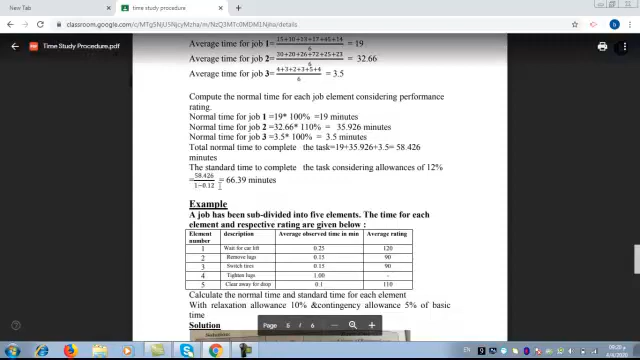 New Tab
time study procedure
classroom.google.com/c/MTg5NjU5Njcy
Time Study Procedure.
Average time for job 1= = 19
6
Average time for job 2= 30+20+26+72+25+23 = 32.66
6
Average time for job 3= 4+3+2+3+5+4 = 3.5
6
Compute the normal time for each job element considering performance
rating.
Normal time for job 1 =19* 100% =19 minutes
Normal time for job 2 =32.66* 110% = 35.926 minutes
Normal time for job 3 =3.5* 100% = 3.5 minutes
Total normal time to complete the task=19+35.926+3.5= 58.426
minutes
The standard time to complete the task considering allowances of 12%
= 58.426 = 66.39 minutes
1−0.12
Example
A job has been sub-divided into five elements. The time for each
element and respective rating are given below :
Element number description Average observed time in min Average rating
1 Wait for car lift 0.25 120
2 Remove lugs 0.15 90
3 Switch tires 0.15 90
4 Tighten lugs 1.00 -
5 Clear away for drop 0.1 110
Calculate the normal time and standard time for each element
With relaxation allowance 10% &contingency allowance 5% of basic
time
Solution
Page 5 / 6
EN